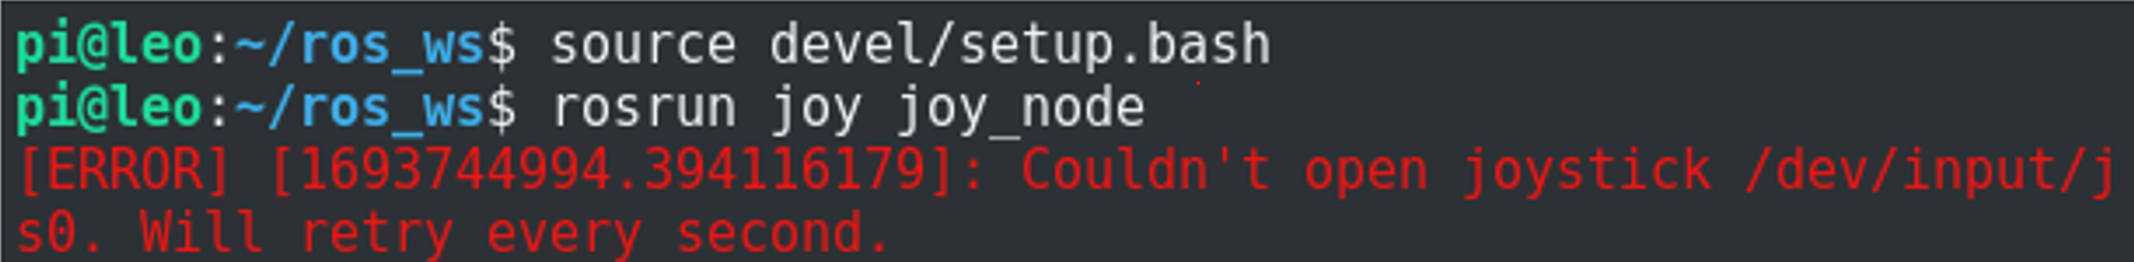 pi@leo:~/ros_ws$ source devel/setup.bash
pi@leo:~/ros_ws$ rosrun joy joy_node
[ERROR] [1693744994.394116179]: Couldn't open joystick /dev/input/j
s0. Will retry every second.